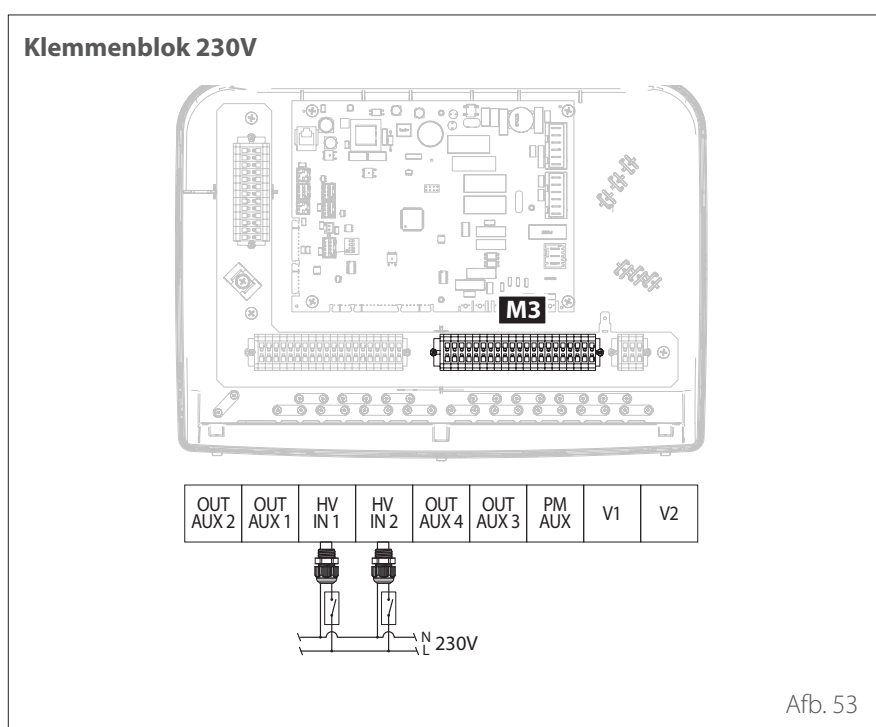 Klemmenblok 230V
M3
OUT AUX 2
OUT AUX 1
HV IN 1
HV IN 2
OUT AUX 4
OUT AUX 3
PM AUX
V1
V2
N
L
230V
Afb. 53